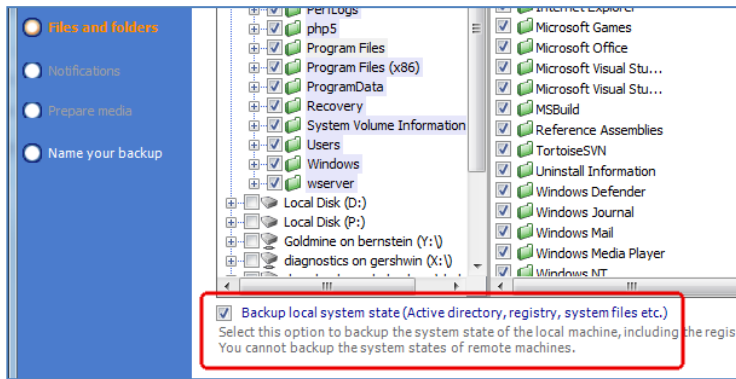 Files and folders
Notifications
Prepare media
Name your backup
PerfLogs
php5
Program Files
Program Files (x86)
ProgramData
Recovery
System Volume Information
Users
Windows
wserver
Local Disk (D:)
Local Disk (P:)
Goldmine on bernstein (Y:\)
diagnostics on gershwin (X:\)
Internet Explorer
Microsoft Games
Microsoft Office
Microsoft Visual Stu...
Microsoft Visual Stu...
MSBuild
Reference Assemblies
TortoiseSVN
Uninstall Information
Windows Defender
Windows Journal
Windows Mail
Windows Media Player
Windows NT
Backup local system state (Active directory, registry, system files etc.)
Select this option to backup the system state of the local machine, including the regis
You cannot backup the system states of remote machines.